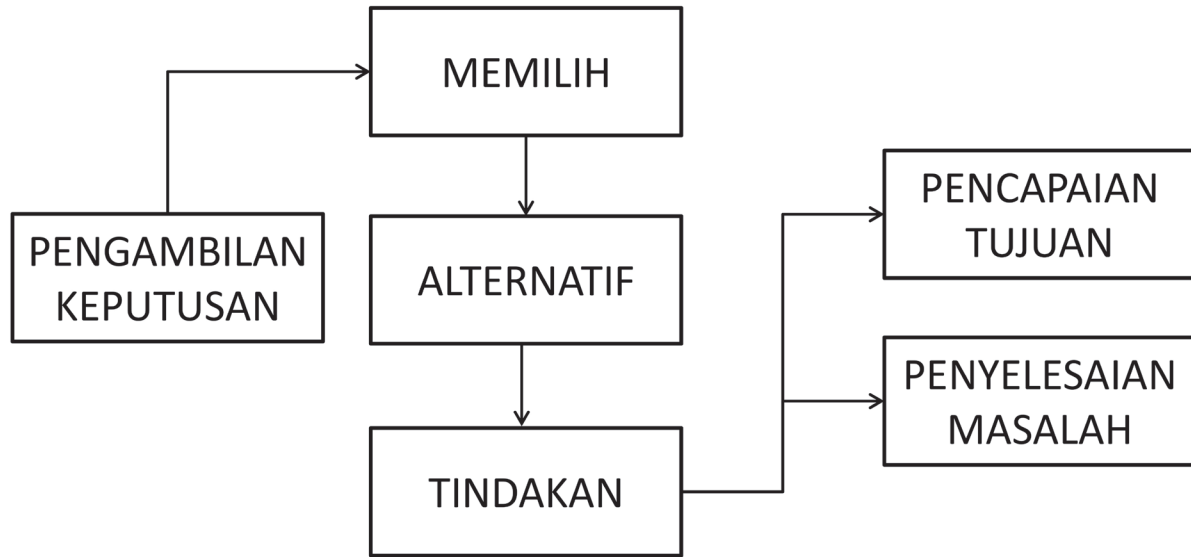 MEMILIH
PENGAMBILAN
KEPUTUSAN
ALTERNATIF
TINDAKAN
PENCAPAIAN
TUJUAN
PENYELESAIAN
MASALAH